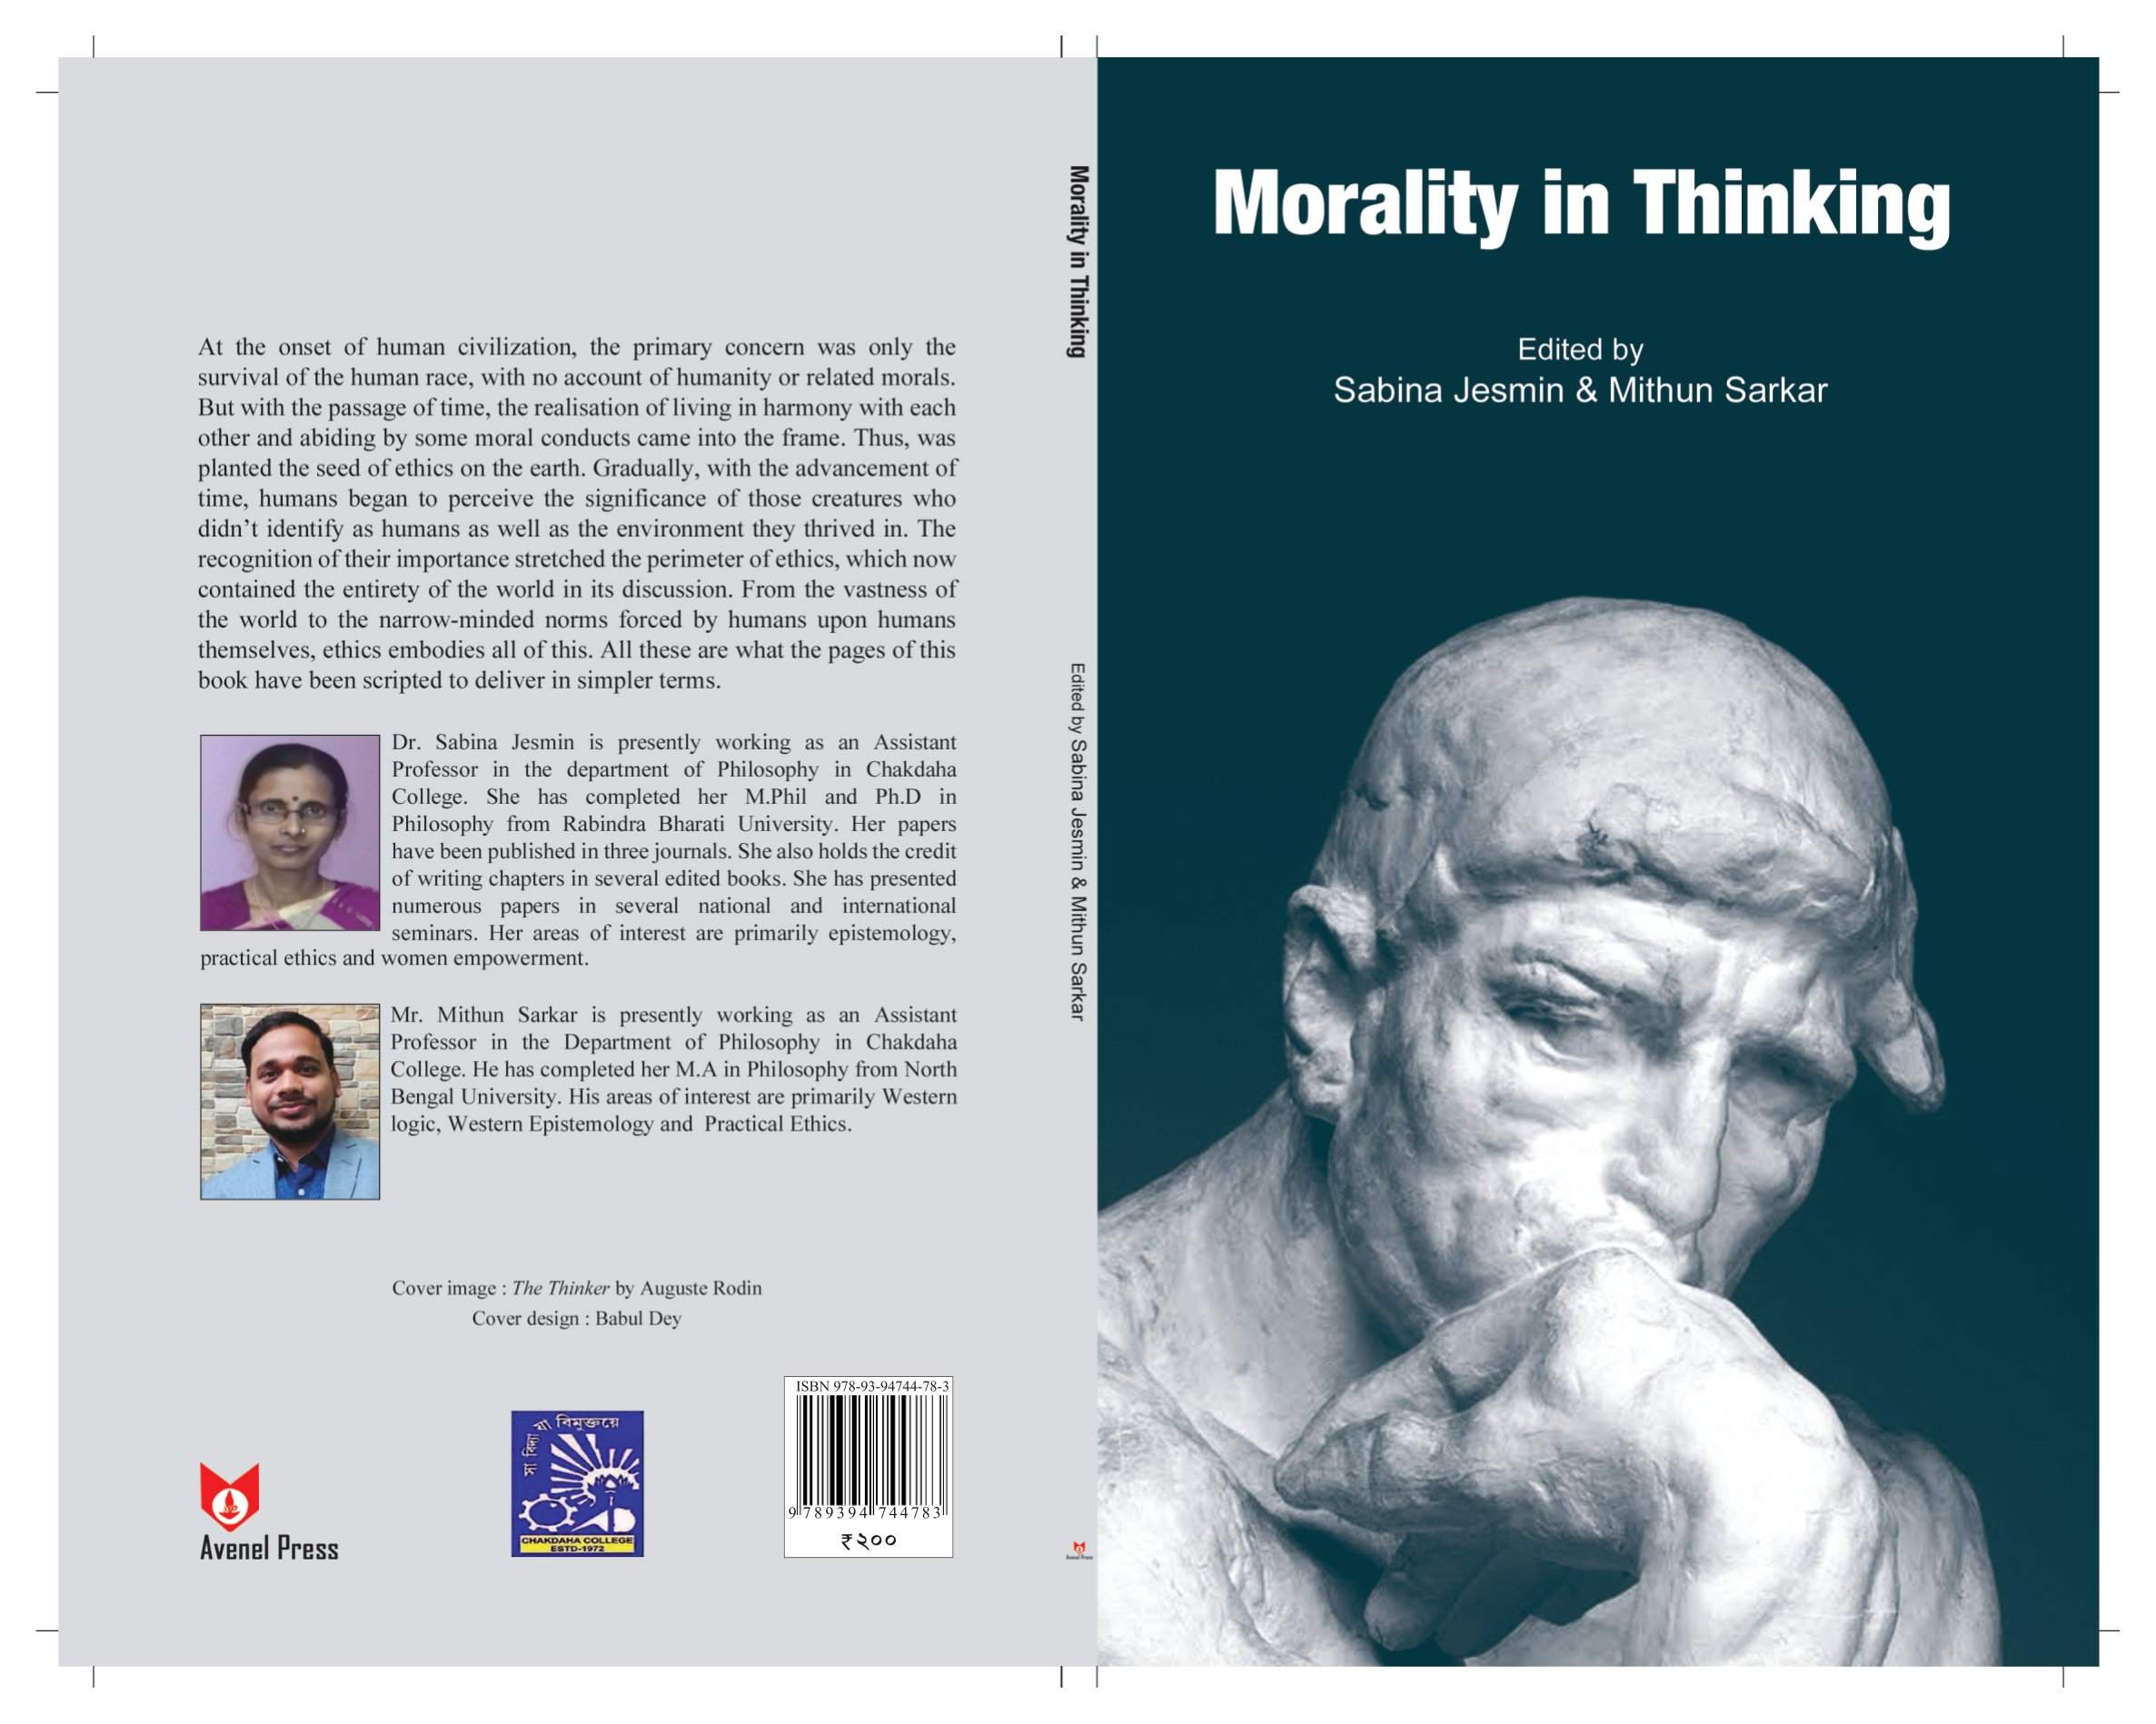 At the onset of human civilization, the primary concern was only the
survival of the human race, with no account of humanity or related morals.
But with the passage of time, the realisation of living in harmony with each
other and abiding by some moral conducts came into the frame. Thus, was
planted the seed of ethics on the earth. Gradually, with the advancement of
time, humans began to perceive the significance of those creatures who
didn’t identify as humans as well as the environment they thrived in. The
recognition of their importance stretched the perimeter of ethics, which now
contained the entirety of the world in its discussion. From the vastness of
the world to the narrow-minded norms forced by humans upon humans
themselves, ethics embodies all of this. All these are what the pages of this
book have been scripted to deliver in simpler terms.
Dr. Sabina Jesmin is presently working as an Assistant
Professor in the department of Philosophy in Chakdaha
College. She has completed her M.Phil and Ph.D in
Philosophy from Rabindra Bharati University. Her papers
have been published in three journals. She also holds the credit
of writing chapters in several edited books. She has presented
numerous papers in several national and international
seminars. Her areas of interest are primarily epistemology,
practical ethics and women empowerment.
Mr. Mithun Sarkar is presently working as an Assistant
Professor in the Department of Philosophy in Chakdaha
College. He has completed her M.A in Philosophy from North
Bengal University. His areas of interest are primarily Western
logic, Western Epistemology and Practical Ethics.
Cover image : The Thinker by Auguste Rodin
Cover design : Babul Dey
Avenel Press
সা বিদ্যা যা বিমুক্তয়ে
CHAKDAHA COLLEGE
ESTD-1972
ISBN 978-93-94744-78-3
9 789394 744783
₹ ২০০
Morality in Thinking
Edited by Sabina Jesmin & Mithun Sarkar
Avenel Press
Morality in Thinking
Edited by
Sabina Jesmin & Mithun Sarkar